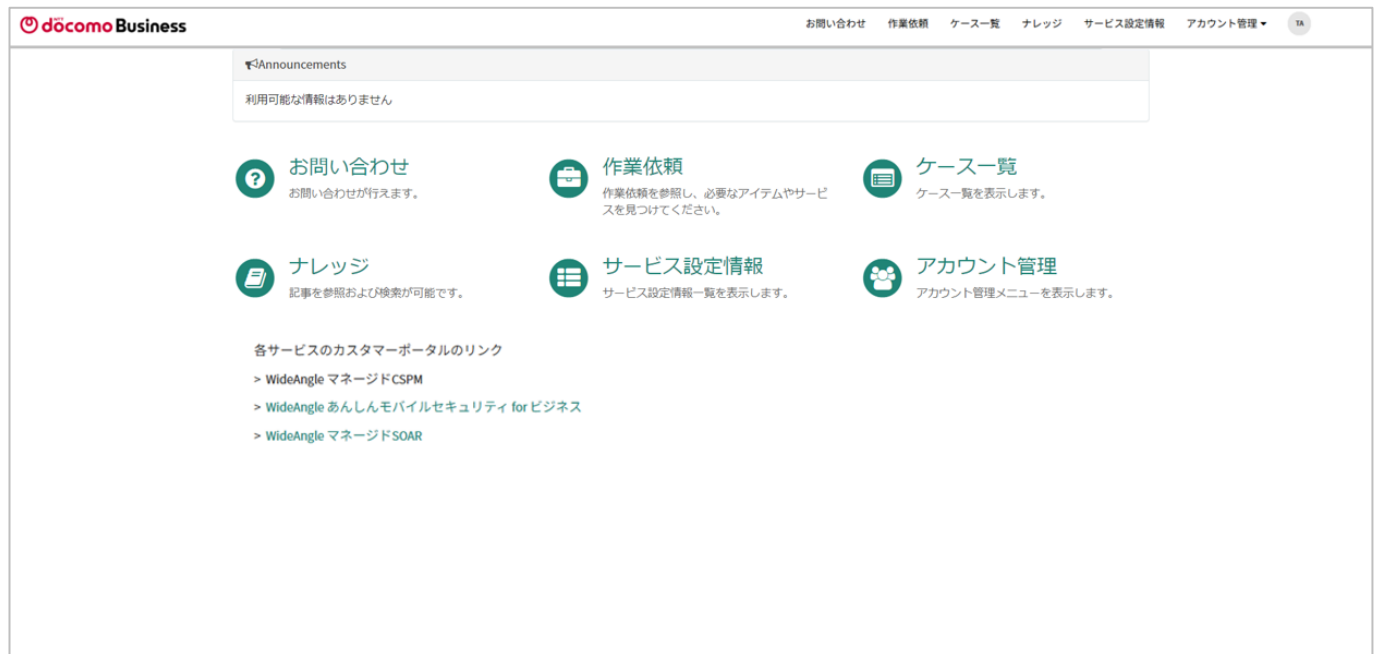 NTT docomo Business
お問い合わせ 作業依頼 ケース一覧 ナレッジ サービス設定情報 アカウント管理 TA
Announcements
利用可能な情報はありません
お問い合わせ
お問い合わせが行えます。
作業依頼
作業依頼を参照し、必要なアイテムやサービ
スを見つけてください。
ケース一覧
ケース一覧を表示します。
ナレッジ
記事を参照および検索が可能です。
サービス設定情報
サービス設定情報一覧を表示します。
アカウント管理
アカウント管理メニューを表示します。
各サービスのカスタマーポータルのリンク
> WideAngle マネージドCSPM
> WideAngle あんしんモバイルセキュリティ for ビジネス
> WideAngle マネージドSOAR